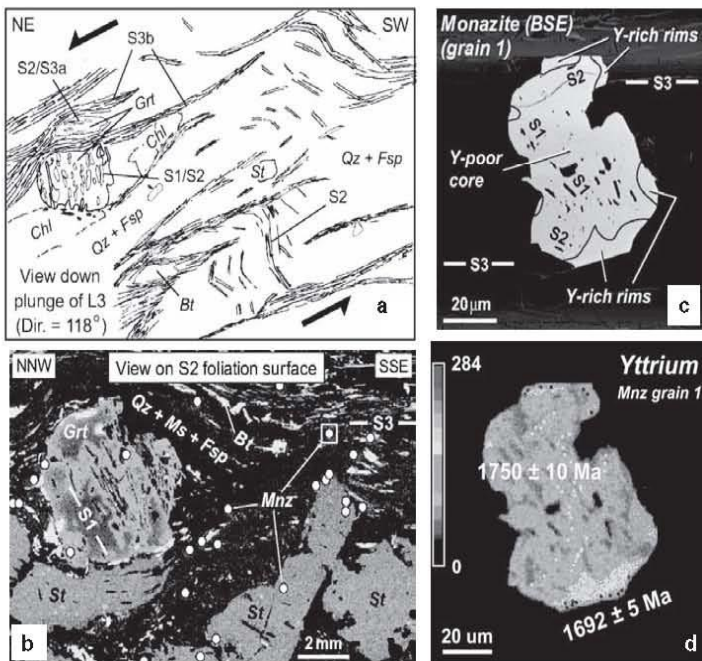 NE
SW
S3b
S2/S3a
Grt
Chl
S1/S2
St
Qz + Fsp
S2
Chl
Qz + Fsp
Bt
View down
plunge of L3
(Dir. = 118°)
a
NNW
View on S2 foliation surface
SSE
Qz + Ms + Fsp
Bt
S3
Grt
Mnz
S1
St
St
St
2 mm
b
Monazite (BSE)
(grain 1)
Y-rich rims
S2
S3
S1
Y-poor
core
S1
S2
S3
Y-rich rims
20µm
c
284
Yttrium
Mnz grain 1
1750 ± 10 Ma
0
1692 ± 5 Ma
20 um
d